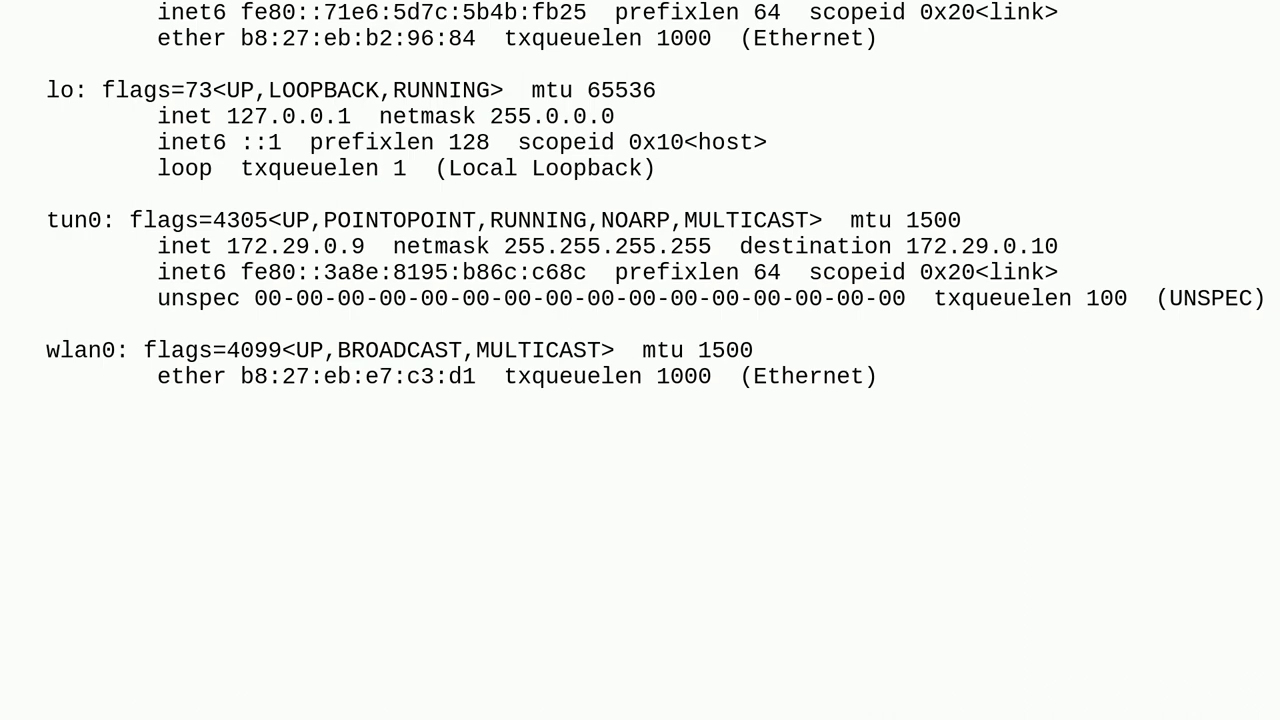 inet6 fe80::71e6:5d7c:5b4b:fb25  prefixlen 64  scopeid 0x20<link>
ether b8:27:eb:b2:96:84  txqueuelen 1000  (Ethernet)
lo: flags=73<UP,LOOPBACK,RUNNING>  mtu 65536
inet 127.0.0.1  netmask 255.0.0.0
inet6 ::1  prefixlen 128  scopeid 0x10<host>
loop  txqueuelen 1  (Local Loopback)
tun0: flags=4305<UP,POINTOPOINT,RUNNING,NOARP,MULTICAST>  mtu 1500
inet 172.29.0.9  netmask 255.255.255.255  destination 172.29.0.10
inet6 fe80::3a8e:8195:b86c:c68c  prefixlen 64  scopeid 0x20<link>
unspec 00-00-00-00-00-00-00-00-00-00-00-00-00-00-00-00  txqueuelen 100  (UNSPEC)
wlan0: flags=4099<UP,BROADCAST,MULTICAST>  mtu 1500
ether b8:27:eb:e7:c3:d1  txqueuelen 1000  (Ethernet)